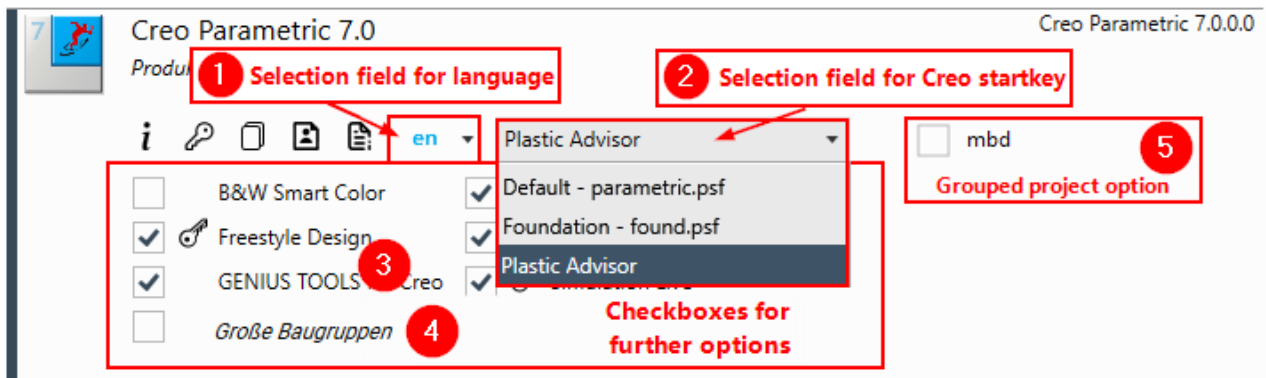 7
Creo Parametric 7.0
Creo Parametric 7.0.0.0
1 Selection field for language
2 Selection field for Creo startkey
i
en
Plastic Advisor
mbd
5
Grouped project option
B&W Smart Color
Default - parametric.psf
Freestyle Design
Foundation - found.psf
3
GENIUS TOOLS Creo
Plastic Advisor
Große Baugruppen
4
Checkboxes for
further options